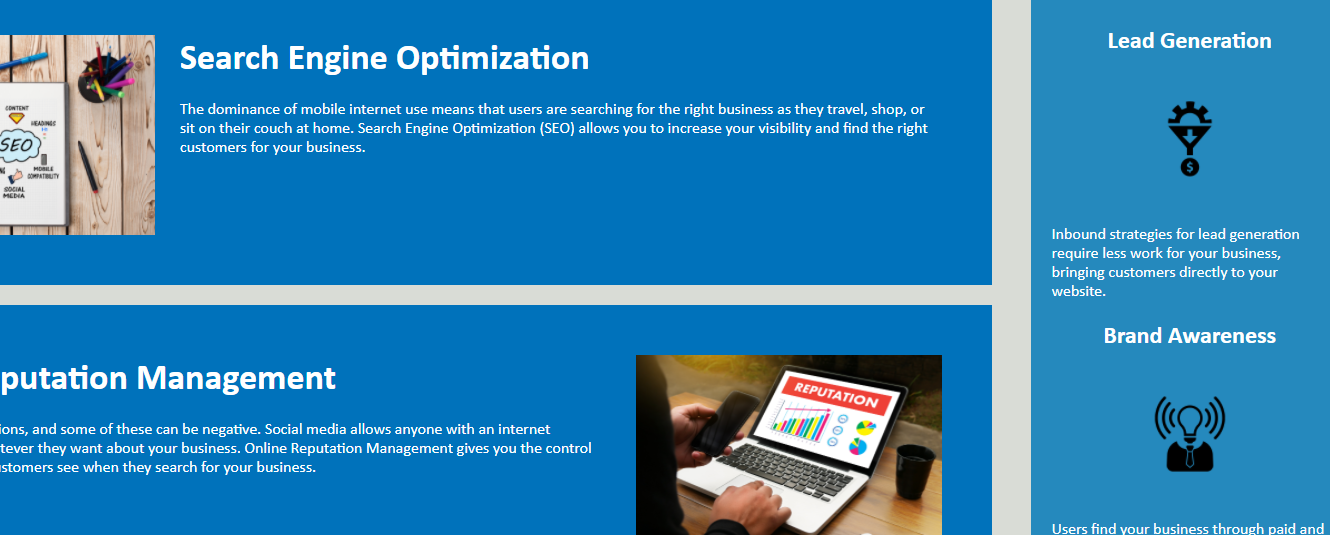 Search Engine Optimization
The dominance of mobile internet use means that users are searching for the right business as they travel, shop, or
sit on their couch at home. Search Engine Optimization (SEO) allows you to increase your visibility and find the right
customers for your business.
CONTENT
HEADINGS
SEO
MOBILE
COMPATIBILITY
SOCIAL
MEDIA
putation Management
ions, and some of these can be negative. Social media allows anyone with an internet
tever they want about your business. Online Reputation Management gives you the control
ustomers see when they search for your business.
REPUTATION
Lead Generation
$
Inbound strategies for lead generation
require less work for your business,
bringing customers directly to your
website.
Brand Awareness
Users find your business through paid and